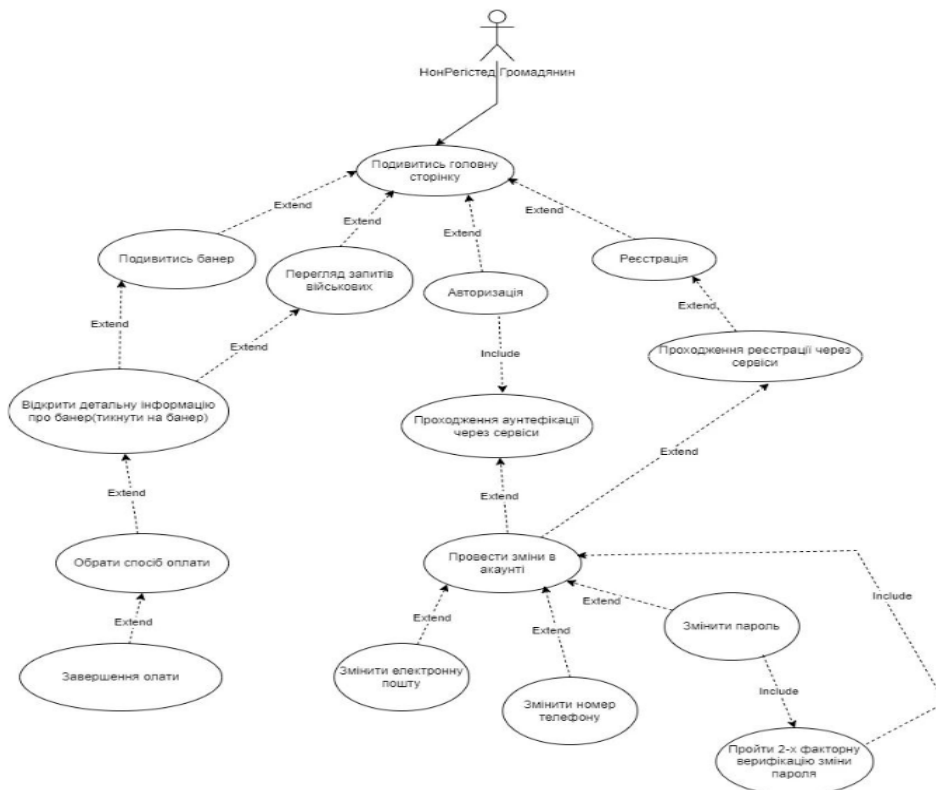 НонРегістед Громадянин
Подивитись головну
сторінку
Extend
Extend
Extend
Extend
Подивитись банер
Перегляд запитів
військових
Авторизація
Реєстрація
Extend
Extend
Include
Extend
Проходження реєстрації через
сервіси
Відкрити детальну інформацію
про банер(тикнути на банер)
Проходження аунтефікації
через сервіси
Extend
Extend
Extend
Обрати спосіб оплати
Провести зміни в
акаунті
Extend
Extend
Extend
Extend
Include
Завершення олати
Змінити електронну
пошту
Змінити номер
телефону
Змінити пароль
Include
Пройти 2-х факторну
верифікацію зміни
пароля